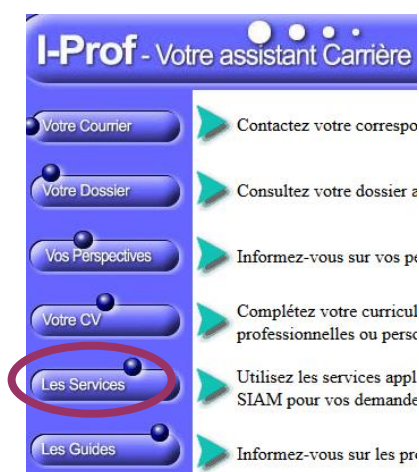 I-Prof - Votre assistant Carrière
Votre Courrier
Contactez votre correspo
Votre Dossier
Consultez votre dossier a
Vos Perspectives
Informez-vous sur vos pe
Votre CV
Complétez votre curricul
professionnelles ou perso
Les Services
Utilisez les services appl
SIAM pour vos demande
Les Guides
Informez-vous sur les pro